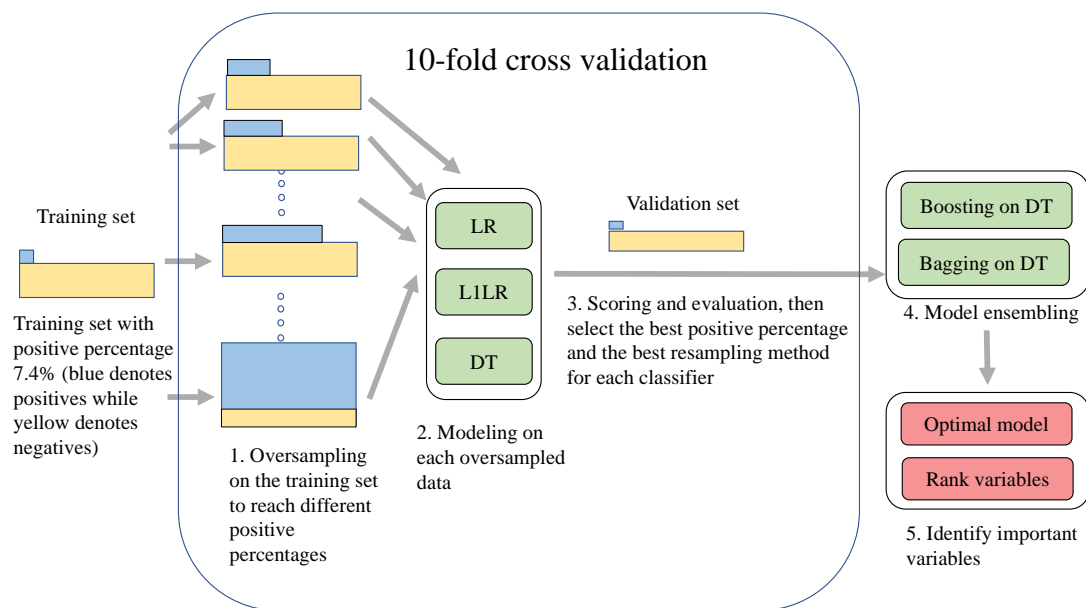 10-fold cross validation
Training set
Training set with
positive percentage
7.4% (blue denotes
positives while
yellow denotes
negatives)
1. Oversampling
on the training set
to reach different
positive
percentages
LR
L1LR
DT
2. Modeling on
each oversampled
data
Validation set
3. Scoring and evaluation, then
select the best positive percentage
and the best resampling method
for each classifier
Boosting on DT
Bagging on DT
4. Model ensembling
Optimal model
Rank variables
5. Identify important
variables